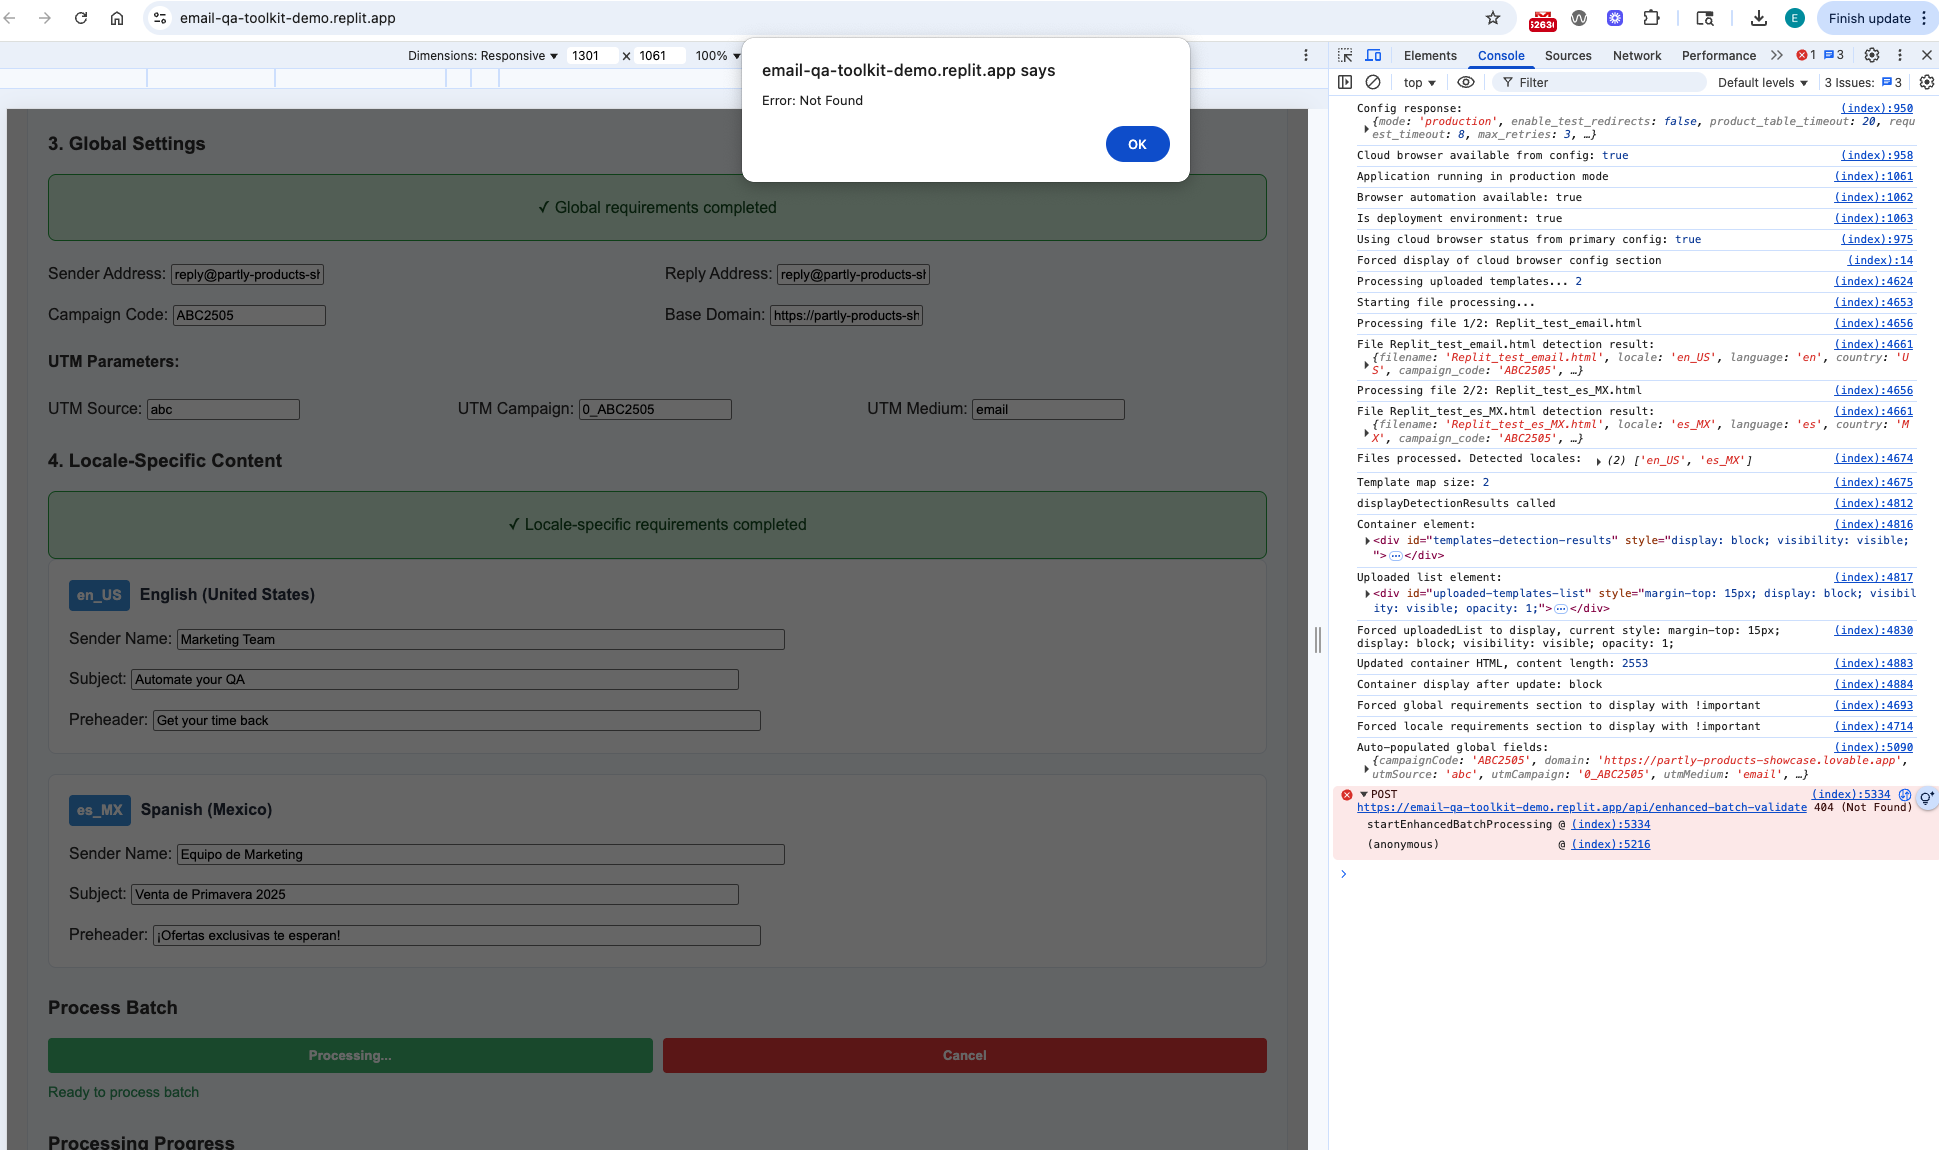 email-qa-toolkit-demo.replit.app
5263
E
Finish update
Dimensions: Responsive
1301 x 1061
100%
email-qa-toolkit-demo.replit.app says
Error: Not Found
OK
3. Global Settings
✓ Global requirements completed
Sender Address: reply@partly-products-sh
Reply Address: reply@partly-products-sh
Campaign Code: ABC2505
Base Domain: https://partly-products-sh
UTM Parameters:
UTM Source: abc
UTM Campaign: 0_ABC2505
UTM Medium: email
4. Locale-Specific Content
✓ Locale-specific requirements completed
en_US English (United States)
Sender Name: Marketing Team
Subject: Automate your QA
Preheader: Get your time back
es_MX Spanish (Mexico)
Sender Name: Equipo de Marketing
Subject: Venta de Primavera 2025
Preheader: ¡Ofertas exclusivas te esperan!
Process Batch
Processing...
Cancel
Ready to process batch
Processing Progress
Elements Console Sources Network Performance 1 3
top Filter Default levels 3 Issues: 3
Config response: (index):950
{mode: 'production', enable_test_redirects: false, product_table_timeout: 20, requ
est_timeout: 8, max_retries: 3, …}
Cloud browser available from config: true (index):958
Application running in production mode (index):1061
Browser automation available: true (index):1062
Is deployment environment: true (index):1063
Using cloud browser status from primary config: true (index):975
Forced display of cloud browser config section (index):14
Processing uploaded templates... 2 (index):4624
Starting file processing... (index):4653
Processing file 1/2: Replit_test_email.html (index):4656
File Replit_test_email.html detection result: (index):4661
{filename: 'Replit_test_email.html', locale: 'en_US', language: 'en', country: 'U
S', campaign_code: 'ABC2505', …}
Processing file 2/2: Replit_test_es_MX.html (index):4656
File Replit_test_es_MX.html detection result: (index):4661
{filename: 'Replit_test_es_MX.html', locale: 'es_MX', language: 'es', country: 'M
X', campaign_code: 'ABC2505', …}
Files processed. Detected locales: (2) ['en_US', 'es_MX'] (index):4674
Template map size: 2 (index):4675
displayDetectionResults called (index):4812
Container element: (index):4816
<div id="templates-detection-results" style="display: block; visibility: visible;
"> … </div>
Uploaded list element: (index):4817
<div id="uploaded-templates-list" style="margin-top: 15px; display: block; visibil
ity: visible; opacity: 1;"> … </div>
Forced uploadedList to display, current style: margin-top: 15px; (index):4830
display: block; visibility: visible; opacity: 1;
Updated container HTML, content length: 2553 (index):4883
Container display after update: block (index):4884
Forced global requirements section to display with !important (index):4693
Forced locale requirements section to display with !important (index):4714
Auto-populated global fields: (index):5090
{campaignCode: 'ABC2505', domain: 'https://partly-products-showcase.lovable.app',
utmSource: 'abc', utmCampaign: '0_ABC2505', utmMedium: 'email', …}
POST (index):5334
https://email-qa-toolkit-demo.replit.app/api/enhanced-batch-validate 404 (Not Found)
startEnhancedBatchProcessing @ (index):5334
(anonymous) @ (index):5216